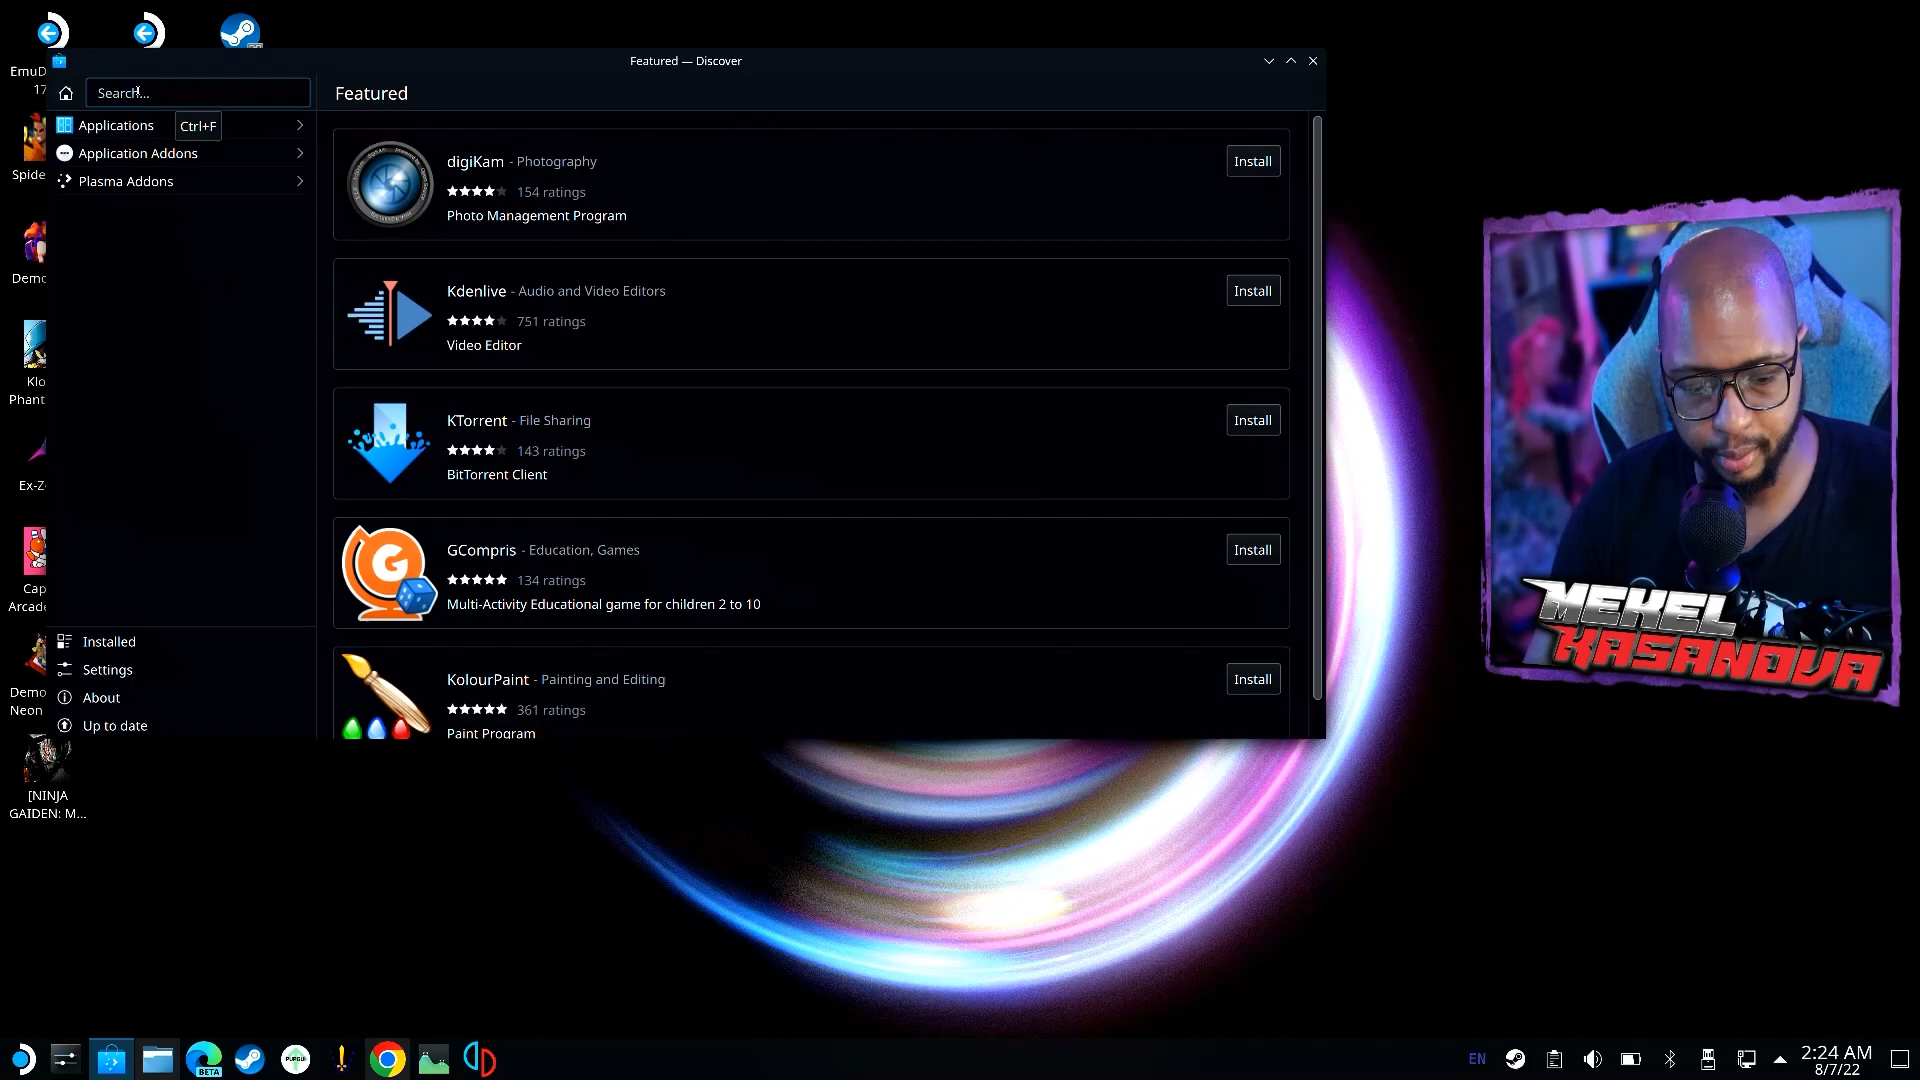 EmuD
17
Featured — Discover
Search...
Featured
Applications
Ctrl+F
Application Addons
Plasma Addons
Spide
Demo
Klo
Phant
Ex-Z
Cap
Arcade
Demo
Neon
[NINJA
GAIDEN: M...
digiKam - Photography
Install
154 ratings
Photo Management Program
Kdenlive - Audio and Video Editors
Install
751 ratings
Video Editor
KTorrent - File Sharing
Install
143 ratings
BitTorrent Client
GCompris - Education, Games
Install
134 ratings
Multi-Activity Educational game for children 2 to 10
KolourPaint - Painting and Editing
Install
361 ratings
Paint Program
Installed
Settings
About
Up to date
MEKEL
KASANOVA
BETA
PUPGUI
EN
2:24 AM
8/7/22